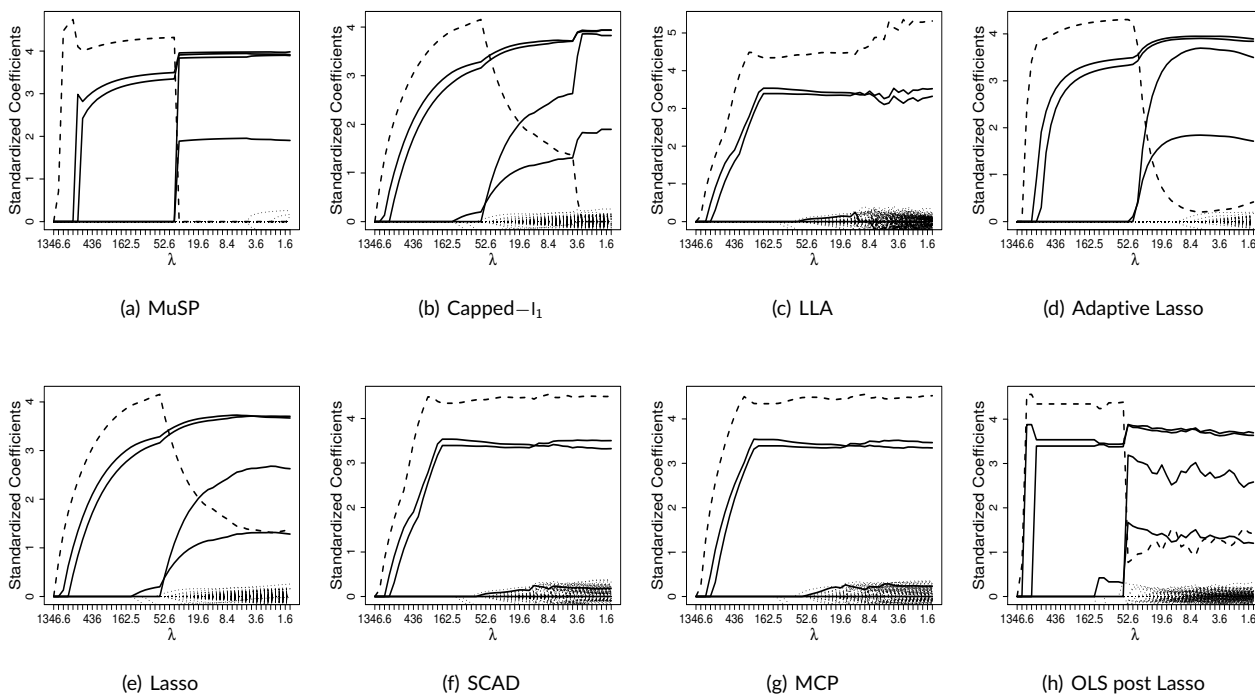 Standardized Coefficients
4
3
2
1
0
1346.6 436 162.5 52.6 19.6 8.4 3.6 1.6
λ
(a) MuSP
Standardized Coefficients
4
3
2
1
0
1346.6 436 162.5 52.6 19.6 8.4 3.6 1.6
λ
(b) Capped−l₁
Standardized Coefficients
5
4
3
2
1
0
1346.6 436 162.5 52.6 19.6 8.4 3.6 1.6
λ
(c) LLA
Standardized Coefficients
4
3
2
1
0
1346.6 436 162.5 52.6 19.6 8.4 3.6 1.6
λ
(d) Adaptive Lasso
Standardized Coefficients
4
3
2
1
0
1346.6 436 162.5 52.6 19.6 8.4 3.6 1.6
λ
(e) Lasso
Standardized Coefficients
4
3
2
1
0
1346.6 436 162.5 52.6 19.6 8.4 3.6 1.6
λ
(f) SCAD
Standardized Coefficients
4
3
2
1
0
1346.6 436 162.5 52.6 19.6 8.4 3.6 1.6
λ
(g) MCP
Standardized Coefficients
4
3
2
1
0
1346.6 436 162.5 52.6 19.6 8.4 3.6 1.6
λ
(h) OLS post Lasso